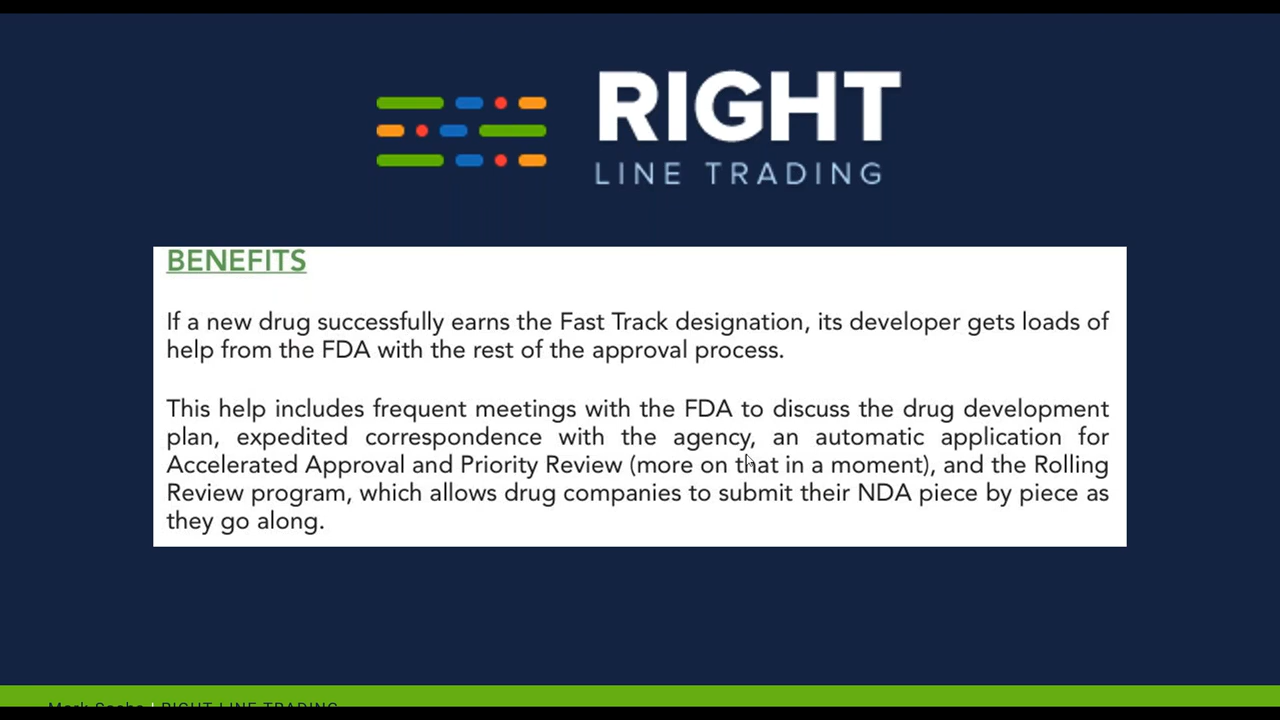 RIGHT
LINE TRADING
BENEFITS
If a new drug successfully earns the Fast Track designation, its developer gets loads of
help from the FDA with the rest of the approval process.
This help includes frequent meetings with the FDA to discuss the drug development
plan, expedited correspondence with the agency, an automatic application for
Accelerated Approval and Priority Review (more on that in a moment), and the Rolling
Review program, which allows drug companies to submit their NDA piece by piece as
they go along.
| RIGHT LINE TRADING